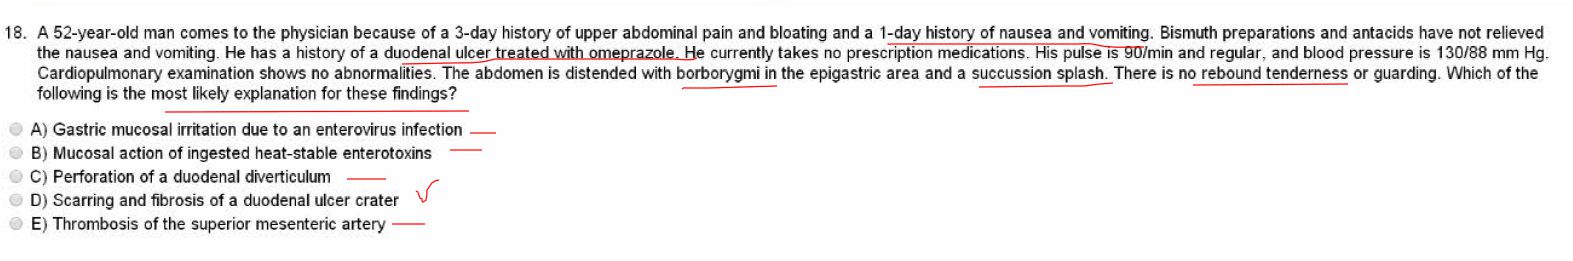 18. A 52-year-old man comes to the physician because of a 3-day history of upper abdominal pain and bloating and a 1-day history of nausea and vomiting. Bismuth preparations and antacids have not relieved
the nausea and vomiting. He has a history of a duodenal ulcer treated with omeprazole. He currently takes no prescription medications. His pulse is 90/min and regular, and blood pressure is 130/88 mm Hg.
Cardiopulmonary examination shows no abnormalities. The abdomen is distended with borborygmi in the epigastric area and a succussion splash. There is no rebound tenderness or guarding. Which of the
following is the most likely explanation for these findings?
A) Gastric mucosal irritation due to an enterovirus infection
B) Mucosal action of ingested heat-stable enterotoxins
C) Perforation of a duodenal diverticulum
D) Scarring and fibrosis of a duodenal ulcer crater
E) Thrombosis of the superior mesenteric artery